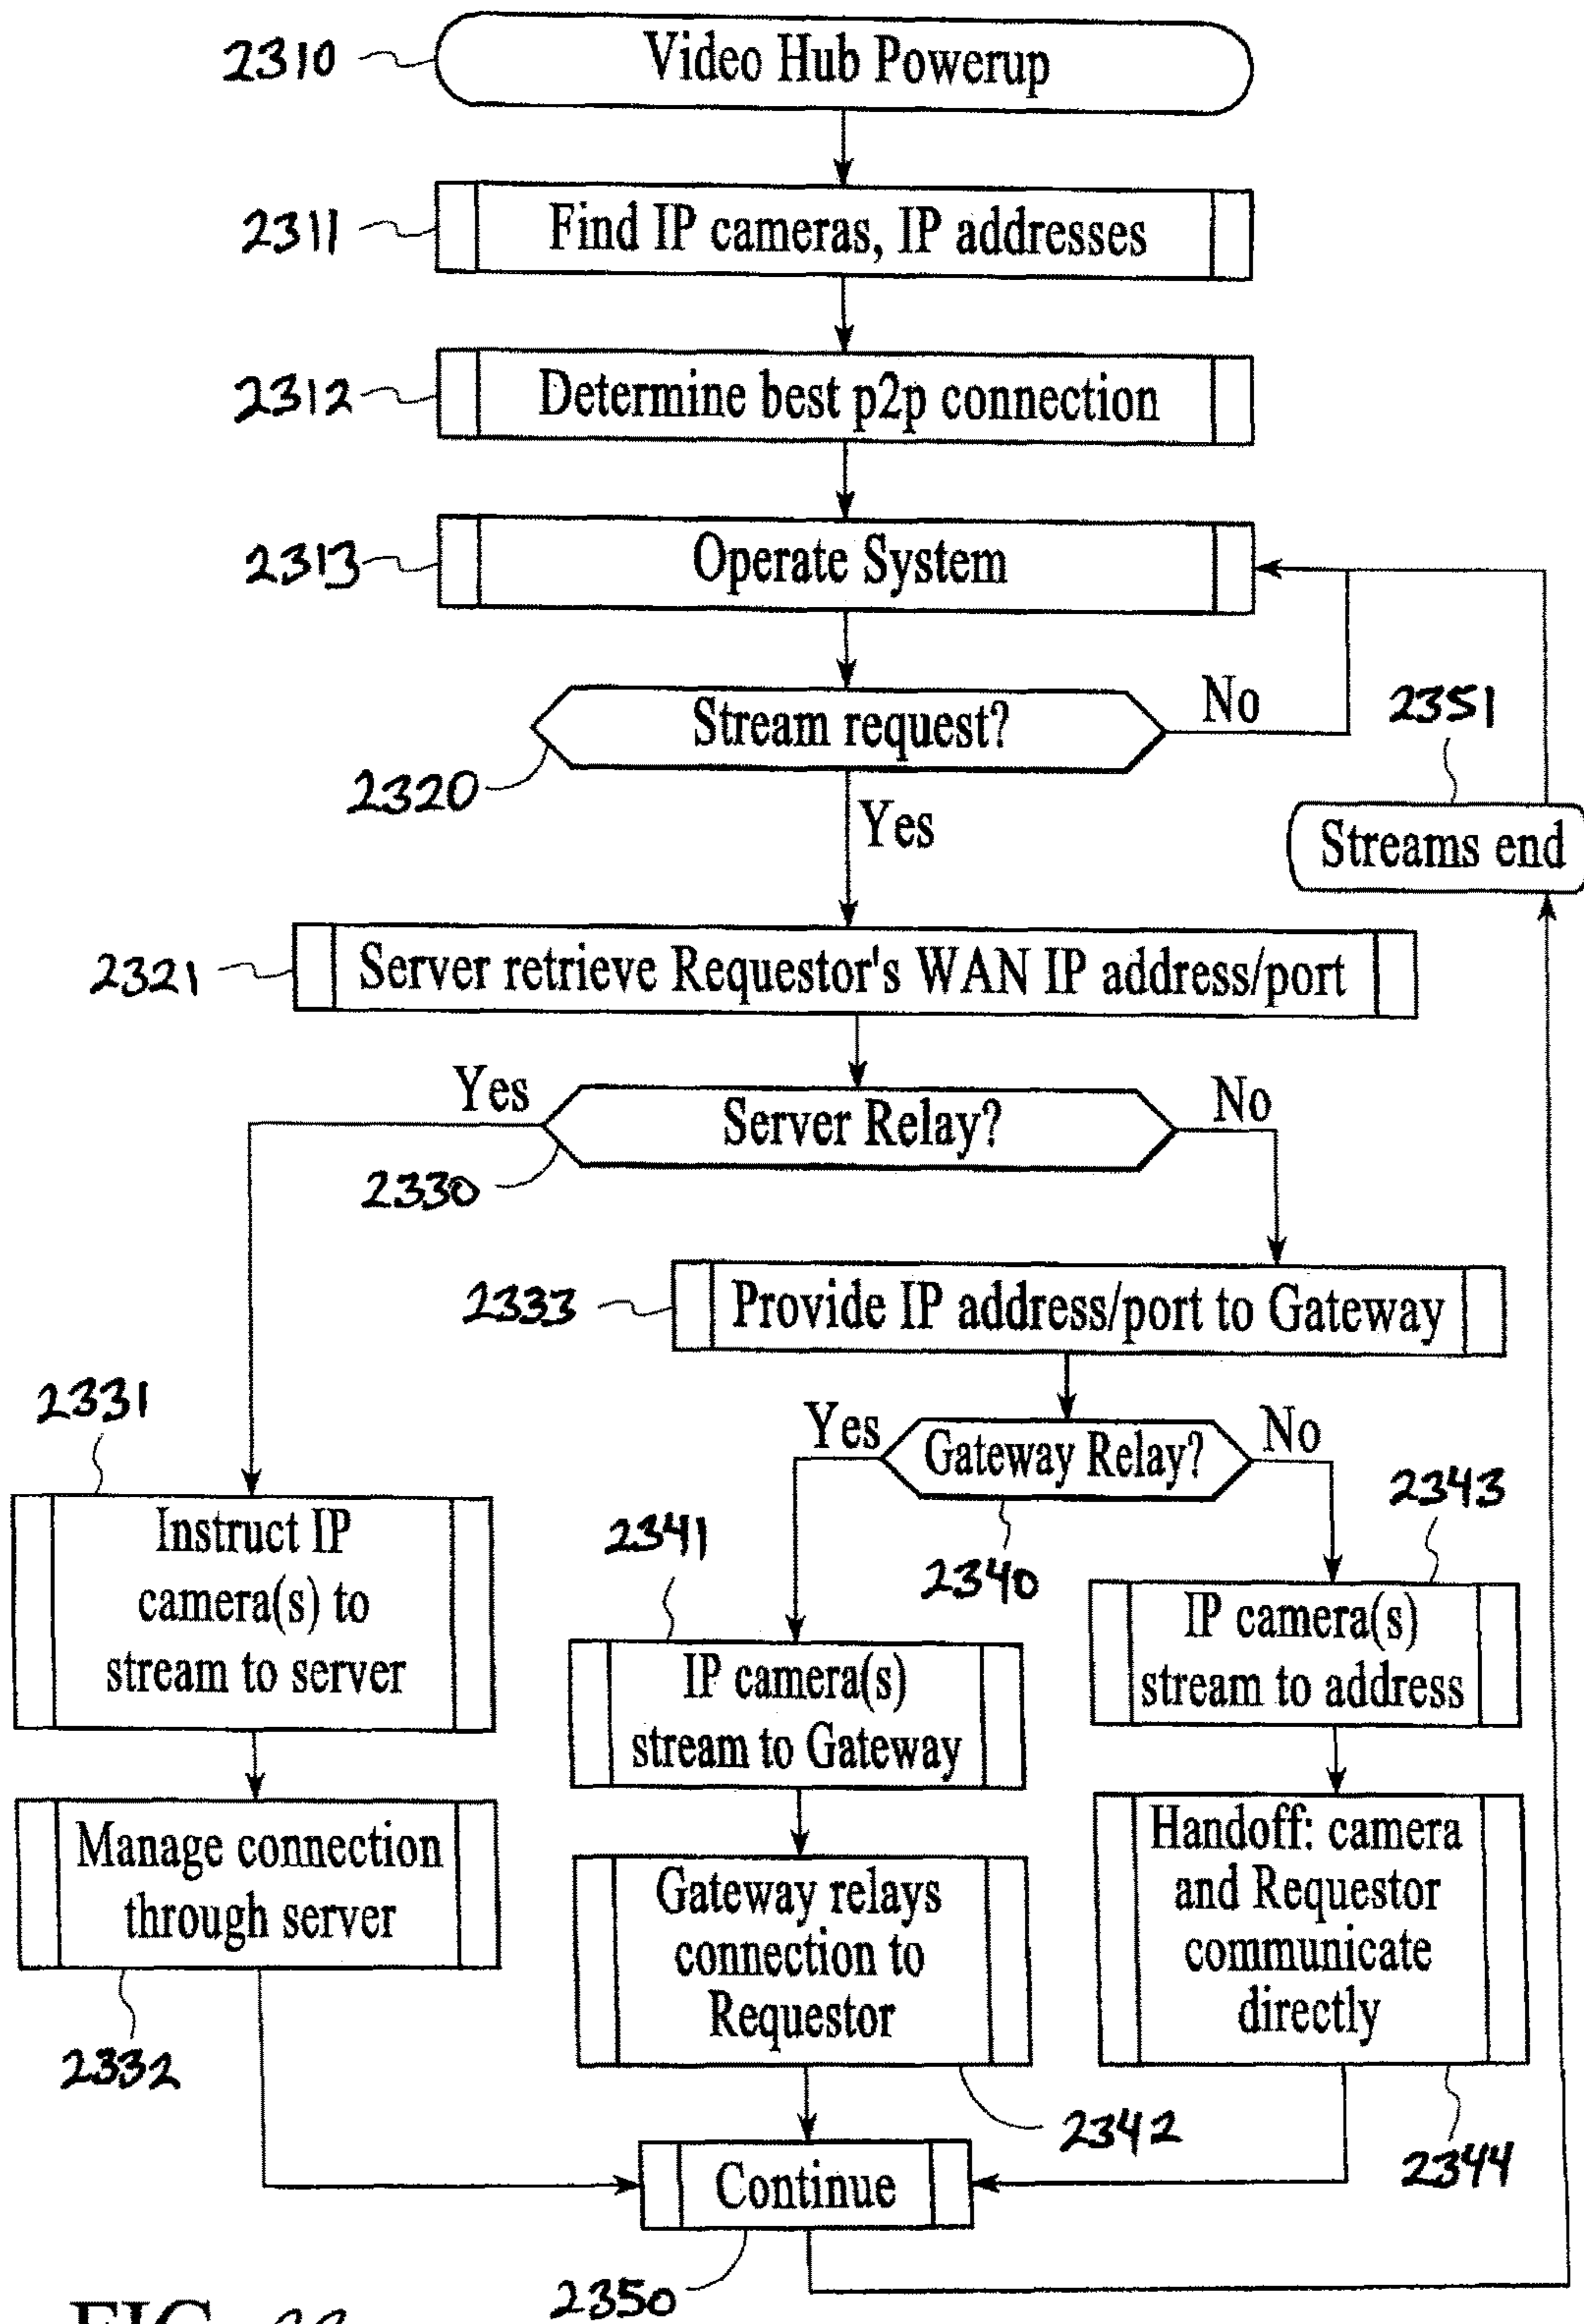 2310
Video Hub Powerup
2311
Find IP cameras, IP addresses
2312
Determine best p2p connection
2313
Operate System
Stream request?
No
2351
2320
Yes
Streams end
2321
Server retrieve Requestor's WAN IP address/port
Yes
Server Relay?
No
2330
2333
Provide IP address/port to Gateway
2331
Yes
Gateway Relay?
No
2343
2341
2340
Instruct IP
camera(s) to
stream to server
IP camera(s)
stream to Gateway
IP camera(s)
stream to address
Manage connection
through server
Gateway relays
connection to
Requestor
Handoff: camera
and Requestor
communicate
directly
2332
2342
2344
Continue
2350
FIG.